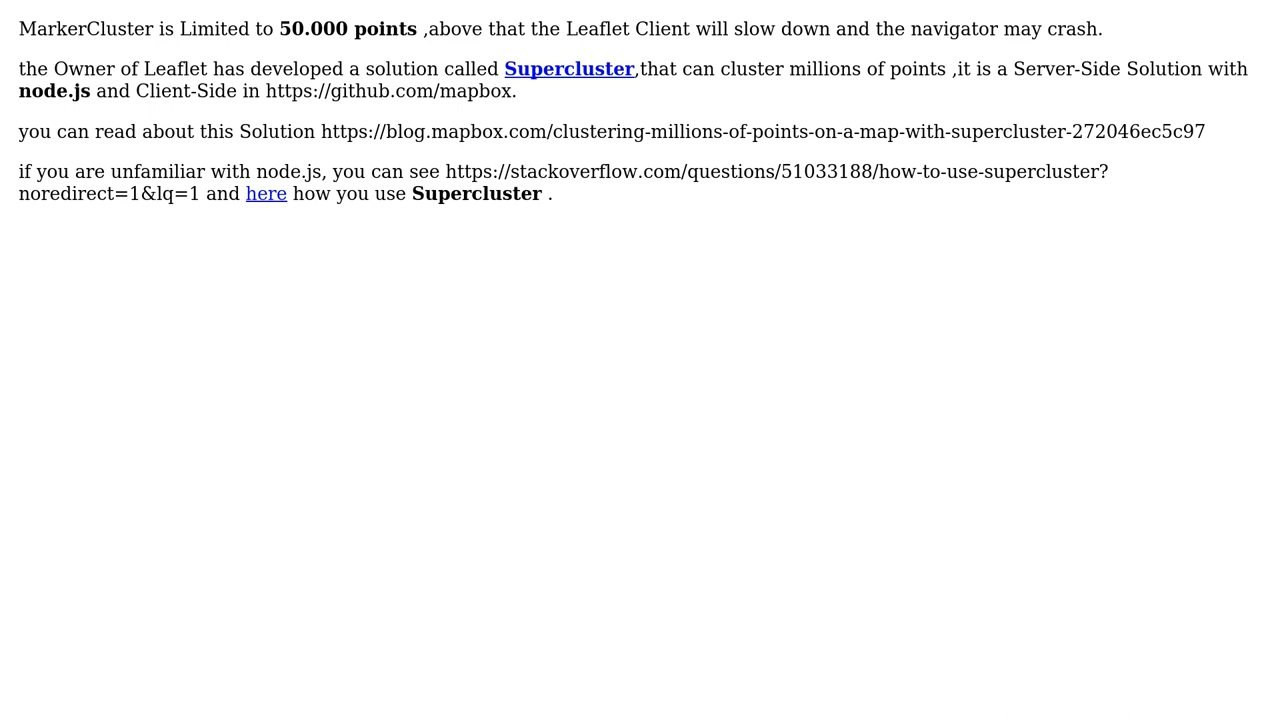 MarkerCluster is Limited to 50.000 points ,above that the Leaflet Client will slow down and the navigator may crash.
the Owner of Leaflet has developed a solution called Supercluster,that can cluster millions of points ,it is a Server-Side Solution with
node.js and Client-Side in https://github.com/mapbox.
you can read about this Solution https://blog.mapbox.com/clustering-millions-of-points-on-a-map-with-supercluster-272046ec5c97
if you are unfamiliar with node.js, you can see https://stackoverflow.com/questions/51033188/how-to-use-supercluster?
noredirect=1&lq=1 and here how you use Supercluster .